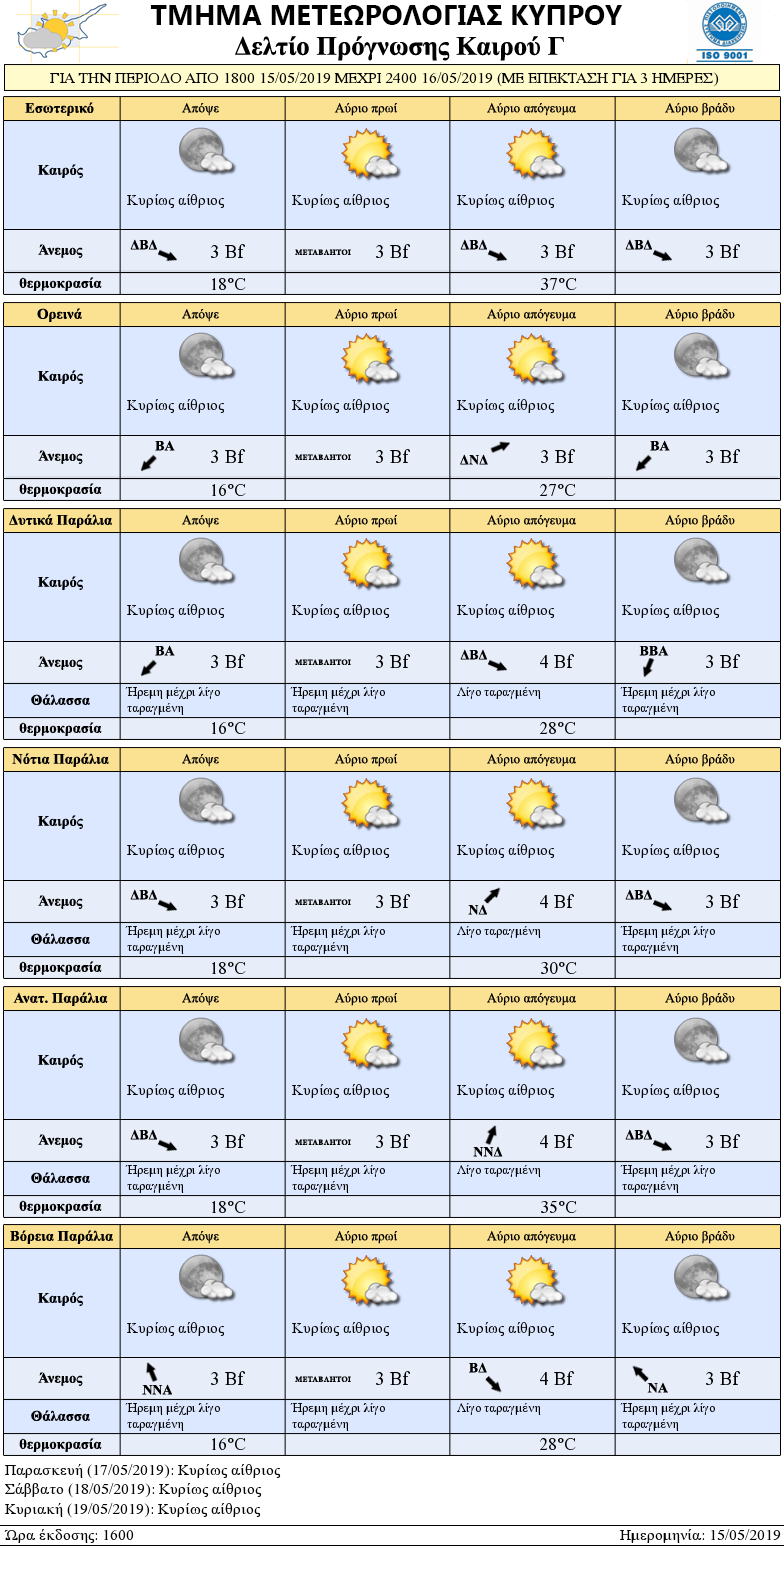 ΤΜΗΜΑ ΜΕΤΕΩΡΟΛΟΓΙΑΣ ΚΥΠΡΟΥ
Δελτίο Πρόγνωσης Καιρού Γ
ISO 9001
ΓΙΑ ΤΗΝ ΠΕΡΙΟΔΟ ΑΠΟ 1800 15/05/2019 ΜΕΧΡΙ 2400 16/05/2019 (ΜΕ ΕΠΕΚΤΑΣΗ ΓΙΑ 3 ΗΜΕΡΕΣ)
Εσωτερικό Απόψε Αύριο πρωί Αύριο απόγευμα Αύριο βράδυ
Καιρός
Κυρίως αίθριος Κυρίως αίθριος Κυρίως αίθριος Κυρίως αίθριος
Άνεμος ΔΒΔ 3 Bf ΜΕΤΑΒΛΗΤΟΙ 3 Bf ΔΒΔ 3 Bf ΔΒΔ 3 Bf
θερμοκρασία 18°C 37°C
Ορεινά Απόψε Αύριο πρωί Αύριο απόγευμα Αύριο βράδυ
Καιρός
Κυρίως αίθριος Κυρίως αίθριος Κυρίως αίθριος Κυρίως αίθριος
Άνεμος ΒΑ 3 Bf ΜΕΤΑΒΛΗΤΟΙ 3 Bf ΔΝΔ 3 Bf ΒΑ 3 Bf
θερμοκρασία 16°C 27°C
Δυτικά Παράλια Απόψε Αύριο πρωί Αύριο απόγευμα Αύριο βράδυ
Καιρός
Κυρίως αίθριος Κυρίως αίθριος Κυρίως αίθριος Κυρίως αίθριος
Άνεμος ΒΑ 3 Bf ΜΕΤΑΒΛΗΤΟΙ 3 Bf ΔΒΔ 4 Bf ΒΒΑ 3 Bf
Θάλασσα Ήρεμη μέχρι λίγο ταραγμένη Ήρεμη μέχρι λίγο ταραγμένη Λίγο ταραγμένη Ήρεμη μέχρι λίγο ταραγμένη
θερμοκρασία 16°C 28°C
Νότια Παράλια Απόψε Αύριο πρωί Αύριο απόγευμα Αύριο βράδυ
Καιρός
Κυρίως αίθριος Κυρίως αίθριος Κυρίως αίθριος Κυρίως αίθριος
Άνεμος ΔΒΔ 3 Bf ΜΕΤΑΒΛΗΤΟΙ 3 Bf ΝΔ 4 Bf ΔΒΔ 3 Bf
Θάλασσα Ήρεμη μέχρι λίγο ταραγμένη Ήρεμη μέχρι λίγο ταραγμένη Λίγο ταραγμένη Ήρεμη μέχρι λίγο ταραγμένη
θερμοκρασία 18°C 30°C
Ανατ. Παράλια Απόψε Αύριο πρωί Αύριο απόγευμα Αύριο βράδυ
Καιρός
Κυρίως αίθριος Κυρίως αίθριος Κυρίως αίθριος Κυρίως αίθριος
Άνεμος ΔΒΔ 3 Bf ΜΕΤΑΒΛΗΤΟΙ 3 Bf ΝΝΔ 4 Bf ΔΒΔ 3 Bf
Θάλασσα Ήρεμη μέχρι λίγο ταραγμένη Ήρεμη μέχρι λίγο ταραγμένη Λίγο ταραγμένη Ήρεμη μέχρι λίγο ταραγμένη
θερμοκρασία 18°C 35°C
Βόρεια Παράλια Απόψε Αύριο πρωί Αύριο απόγευμα Αύριο βράδυ
Καιρός
Κυρίως αίθριος Κυρίως αίθριος Κυρίως αίθριος Κυρίως αίθριος
Άνεμος ΝΝΑ 3 Bf ΜΕΤΑΒΛΗΤΟΙ 3 Bf ΒΔ 4 Bf ΝΑ 3 Bf
Θάλασσα Ήρεμη μέχρι λίγο ταραγμένη Ήρεμη μέχρι λίγο ταραγμένη Λίγο ταραγμένη Ήρεμη μέχρι λίγο ταραγμένη
θερμοκρασία 16°C 28°C
Παρασκευή (17/05/2019): Κυρίως αίθριος
Σάββατο (18/05/2019): Κυρίως αίθριος
Κυριακή (19/05/2019): Κυρίως αίθριος
Ώρα έκδοσης: 1600 Ημερομηνία: 15/05/2019